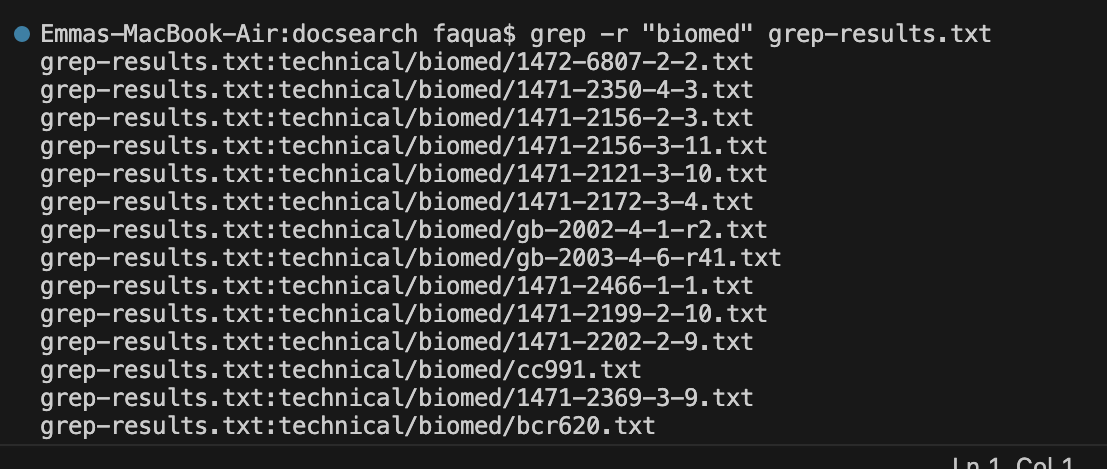 Emmas-MacBook-Air:docsearch faqua$ grep -r "biomed" grep-results.txt
grep-results.txt:technical/biomed/1472-6807-2-2.txt
grep-results.txt:technical/biomed/1471-2350-4-3.txt
grep-results.txt:technical/biomed/1471-2156-2-3.txt
grep-results.txt:technical/biomed/1471-2156-3-11.txt
grep-results.txt:technical/biomed/1471-2121-3-10.txt
grep-results.txt:technical/biomed/1471-2172-3-4.txt
grep-results.txt:technical/biomed/gb-2002-4-1-r2.txt
grep-results.txt:technical/biomed/gb-2003-4-6-r41.txt
grep-results.txt:technical/biomed/1471-2466-1-1.txt
grep-results.txt:technical/biomed/1471-2199-2-10.txt
grep-results.txt:technical/biomed/1471-2202-2-9.txt
grep-results.txt:technical/biomed/cc991.txt
grep-results.txt:technical/biomed/1471-2369-3-9.txt
grep-results.txt:technical/biomed/bcr620.txt
Ln 1, Col 1